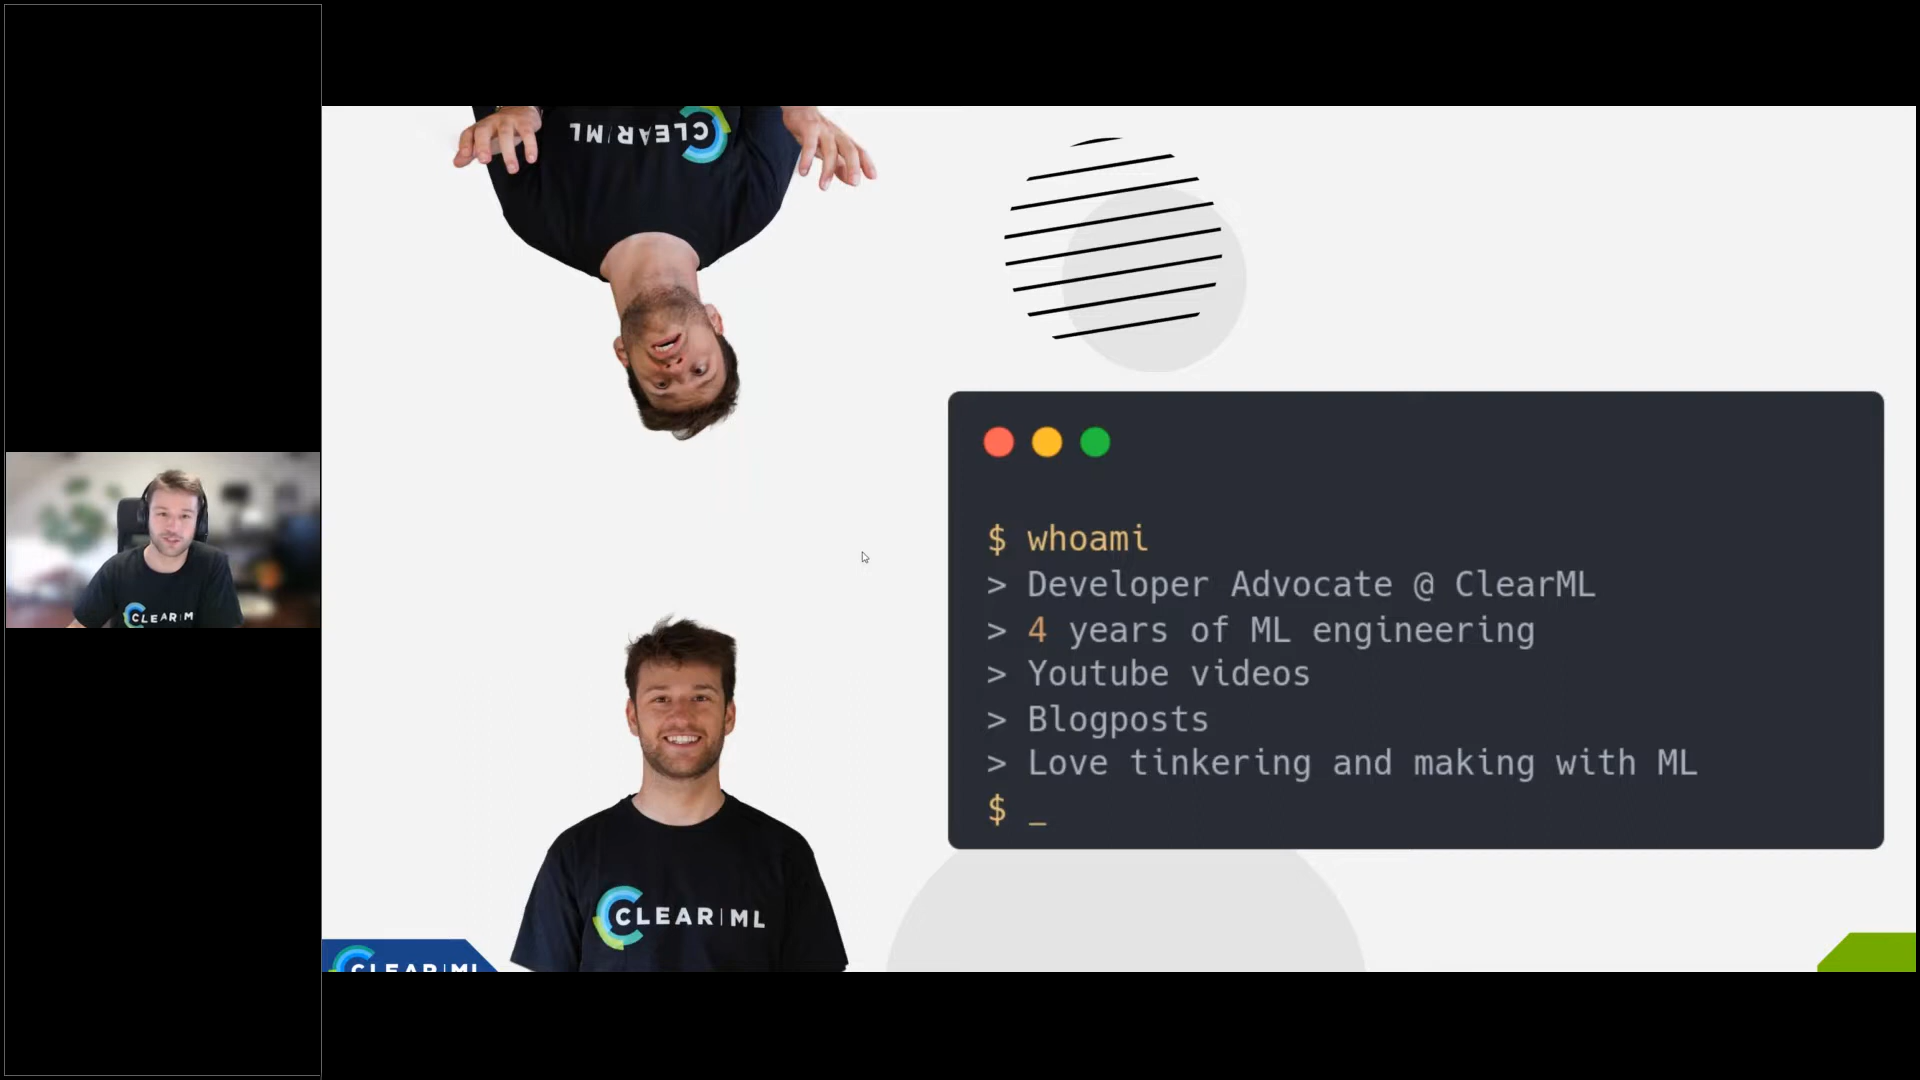 CLEAR|ML
CLEAR|M
$ whoami
> Developer Advocate @ ClearML
> 4 years of ML engineering
> Youtube videos
> Blogposts
> Love tinkering and making with ML
$ _
CLEAR|ML
CLEAR|ML